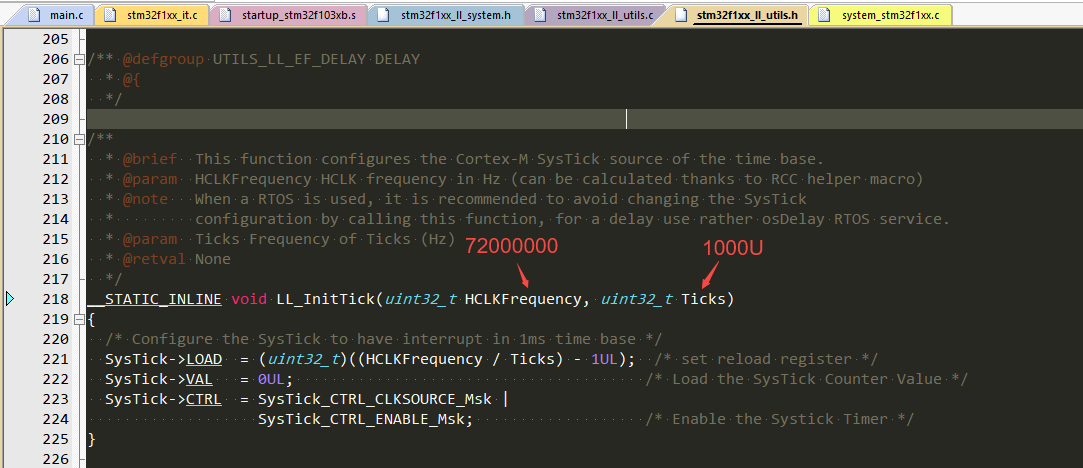 main.c stm32f1xx_it.c startup_stm32f103xb.s stm32f1xx_ll_system.h stm32f1xx_ll_utils.c stm32f1xx_ll_utils.h system_stm32f1xx.c
205
206 /** @defgroup UTILS_LL_EF_DELAY DELAY
207 * @{
208 */
209
210 /**
211 * @brief This function configures the Cortex-M SysTick source of the time base.
212 * @param HCLKFrequency HCLK frequency in Hz (can be calculated thanks to RCC helper macro)
213 * @note When a RTOS is used, it is recommended to avoid changing the SysTick
214 * configuration by calling this function, for a delay use rather osDelay RTOS service.
215 * @param Ticks Frequency of Ticks (Hz)
72000000 1000U
216 * @retval None
217 */
218 __STATIC_INLINE void LL_InitTick(uint32_t HCLKFrequency, uint32_t Ticks)
219 {
220 /* Configure the SysTick to have interrupt in 1ms time base */
221 SysTick->LOAD = (uint32_t)((HCLKFrequency / Ticks) - 1UL); /* set reload register */
222 SysTick->VAL = 0UL; /* Load the SysTick Counter Value */
223 SysTick->CTRL = SysTick_CTRL_CLKSOURCE_Msk |
224 SysTick_CTRL_ENABLE_Msk; /* Enable the Systick Timer */
225 }
226